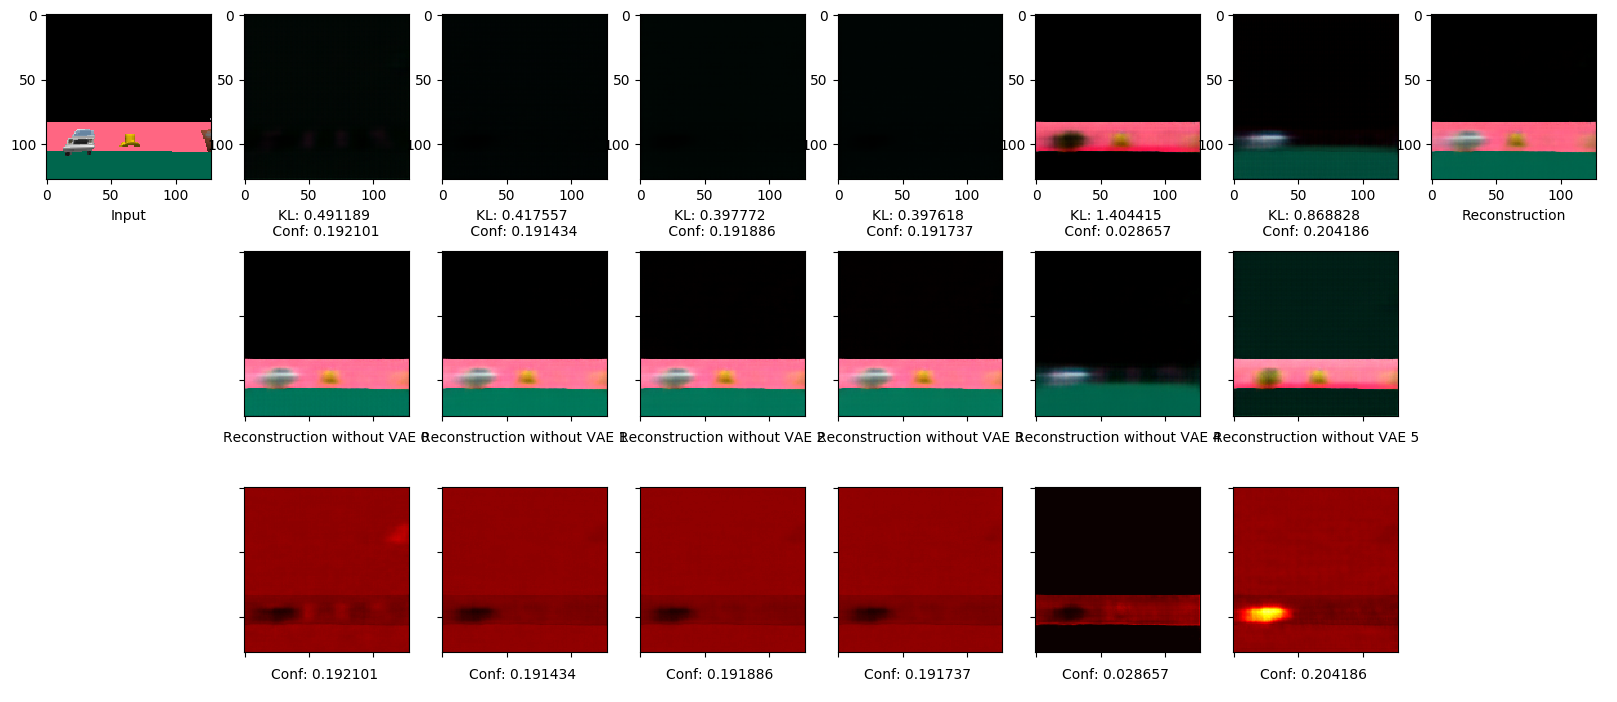 0
50
100
0 50 100
Input
0
50
100
0 50 100
KL: 0.491189
Conf: 0.192101
0
50
100
0 50 100
KL: 0.417557
Conf: 0.191434
0
50
100
0 50 100
KL: 0.397772
Conf: 0.191886
0
50
100
0 50 100
KL: 0.397618
Conf: 0.191737
0
50
100
0 50 100
KL: 1.404415
Conf: 0.028657
0
50
100
0 50 100
KL: 0.868828
Conf: 0.204186
0
50
100
0 50 100
Reconstruction
Reconstruction without VAE 0
Reconstruction without VAE 1
Reconstruction without VAE 2
Reconstruction without VAE 3
Reconstruction without VAE 4
Reconstruction without VAE 5
Conf: 0.192101
Conf: 0.191434
Conf: 0.191886
Conf: 0.191737
Conf: 0.028657
Conf: 0.204186